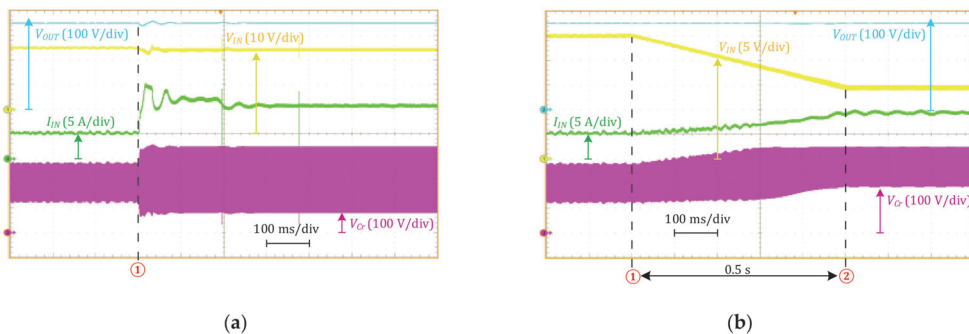 V_OUT (100 V/div)
V_IN (10 V/div)
I_IN (5 A/div)
V_Cr (100 V/div)
100 ms/div
①
(a)
V_OUT (100 V/div)
V_IN (5 V/div)
I_IN (5 A/div)
V_Cr (100 V/div)
100 ms/div
① 0.5 s ②
(b)